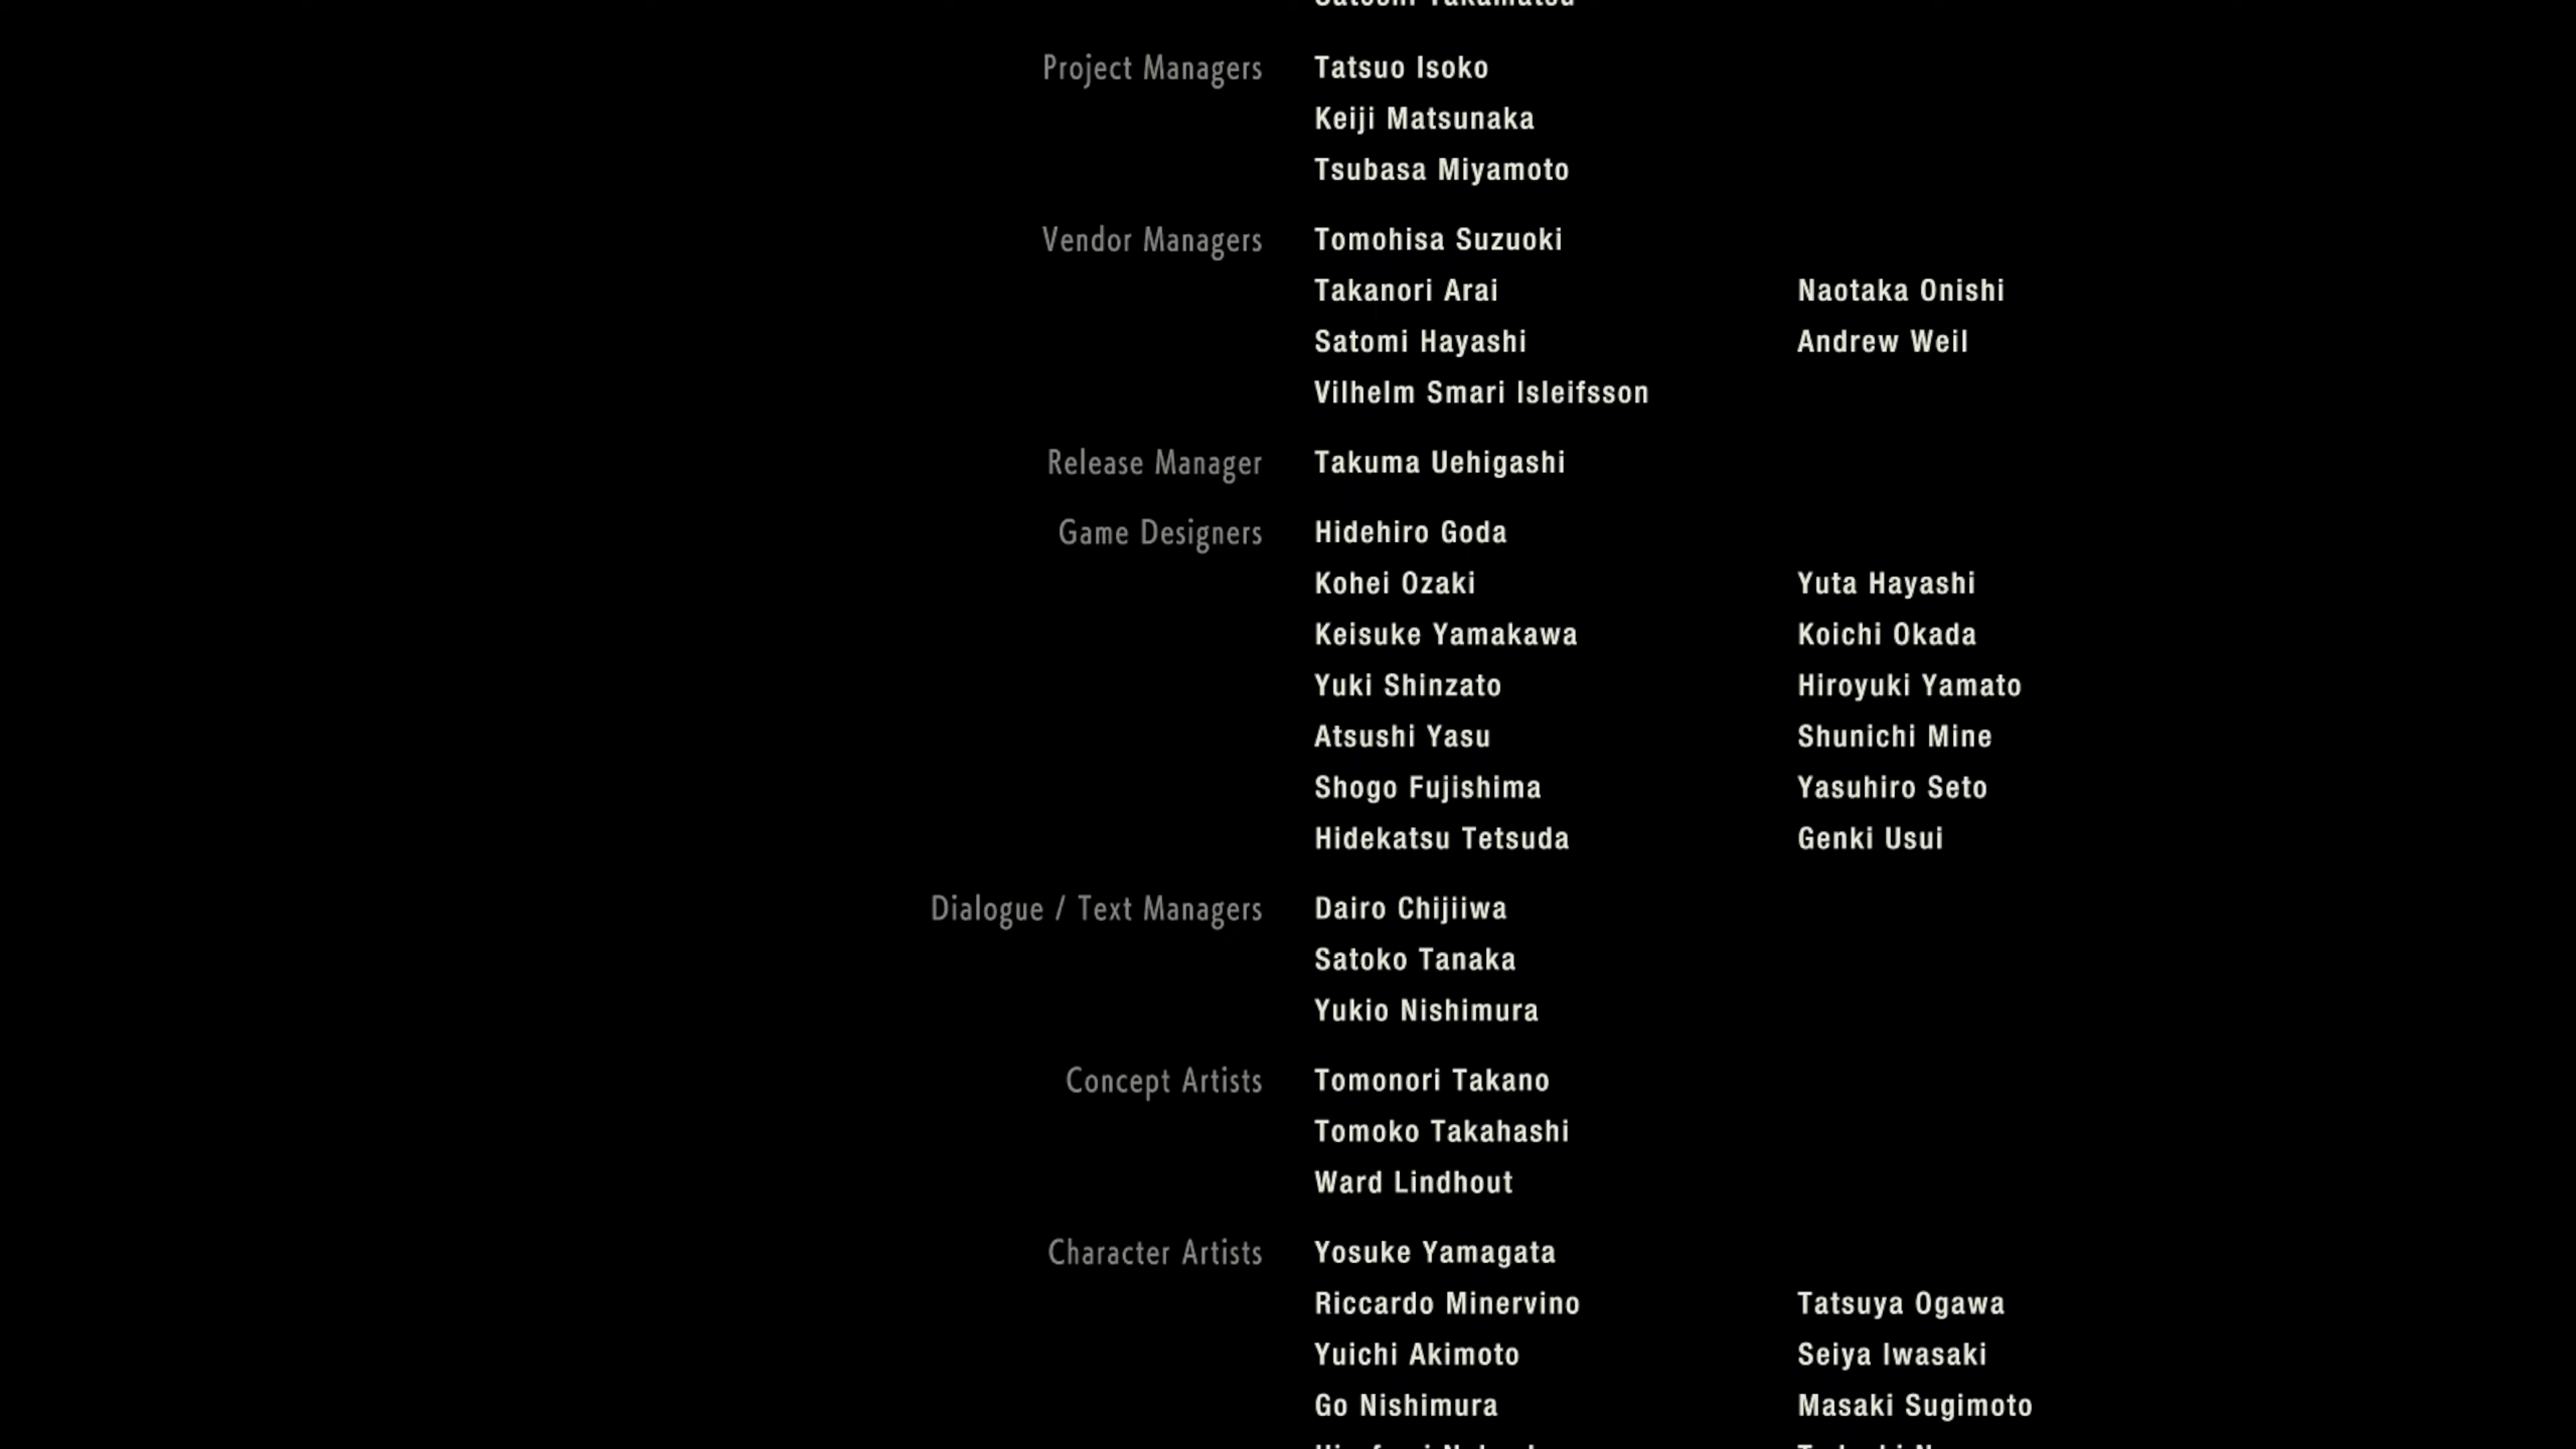 Project Managers Tatsuo Isoko
Keiji Matsunaka
Tsubasa Miyamoto
Vendor Managers Tomohisa Suzuoki
Takanori Arai Naotaka Onishi
Satomi Hayashi Andrew Weil
Vilhelm Smari Isleifsson
Release Manager Takuma Uehigashi
Game Designers Hidehiro Goda
Kohei Ozaki Yuta Hayashi
Keisuke Yamakawa Koichi Okada
Yuki Shinzato Hiroyuki Yamato
Atsushi Yasu Shunichi Mine
Shogo Fujishima Yasuhiro Seto
Hidekatsu Tetsuda Genki Usui
Dialogue / Text Managers Dairo Chijiiwa
Satoko Tanaka
Yukio Nishimura
Concept Artists Tomonori Takano
Tomoko Takahashi
Ward Lindhout
Character Artists Yosuke Yamagata
Riccardo Minervino Tatsuya Ogawa
Yuichi Akimoto Seiya Iwasaki
Go Nishimura Masaki Sugimoto